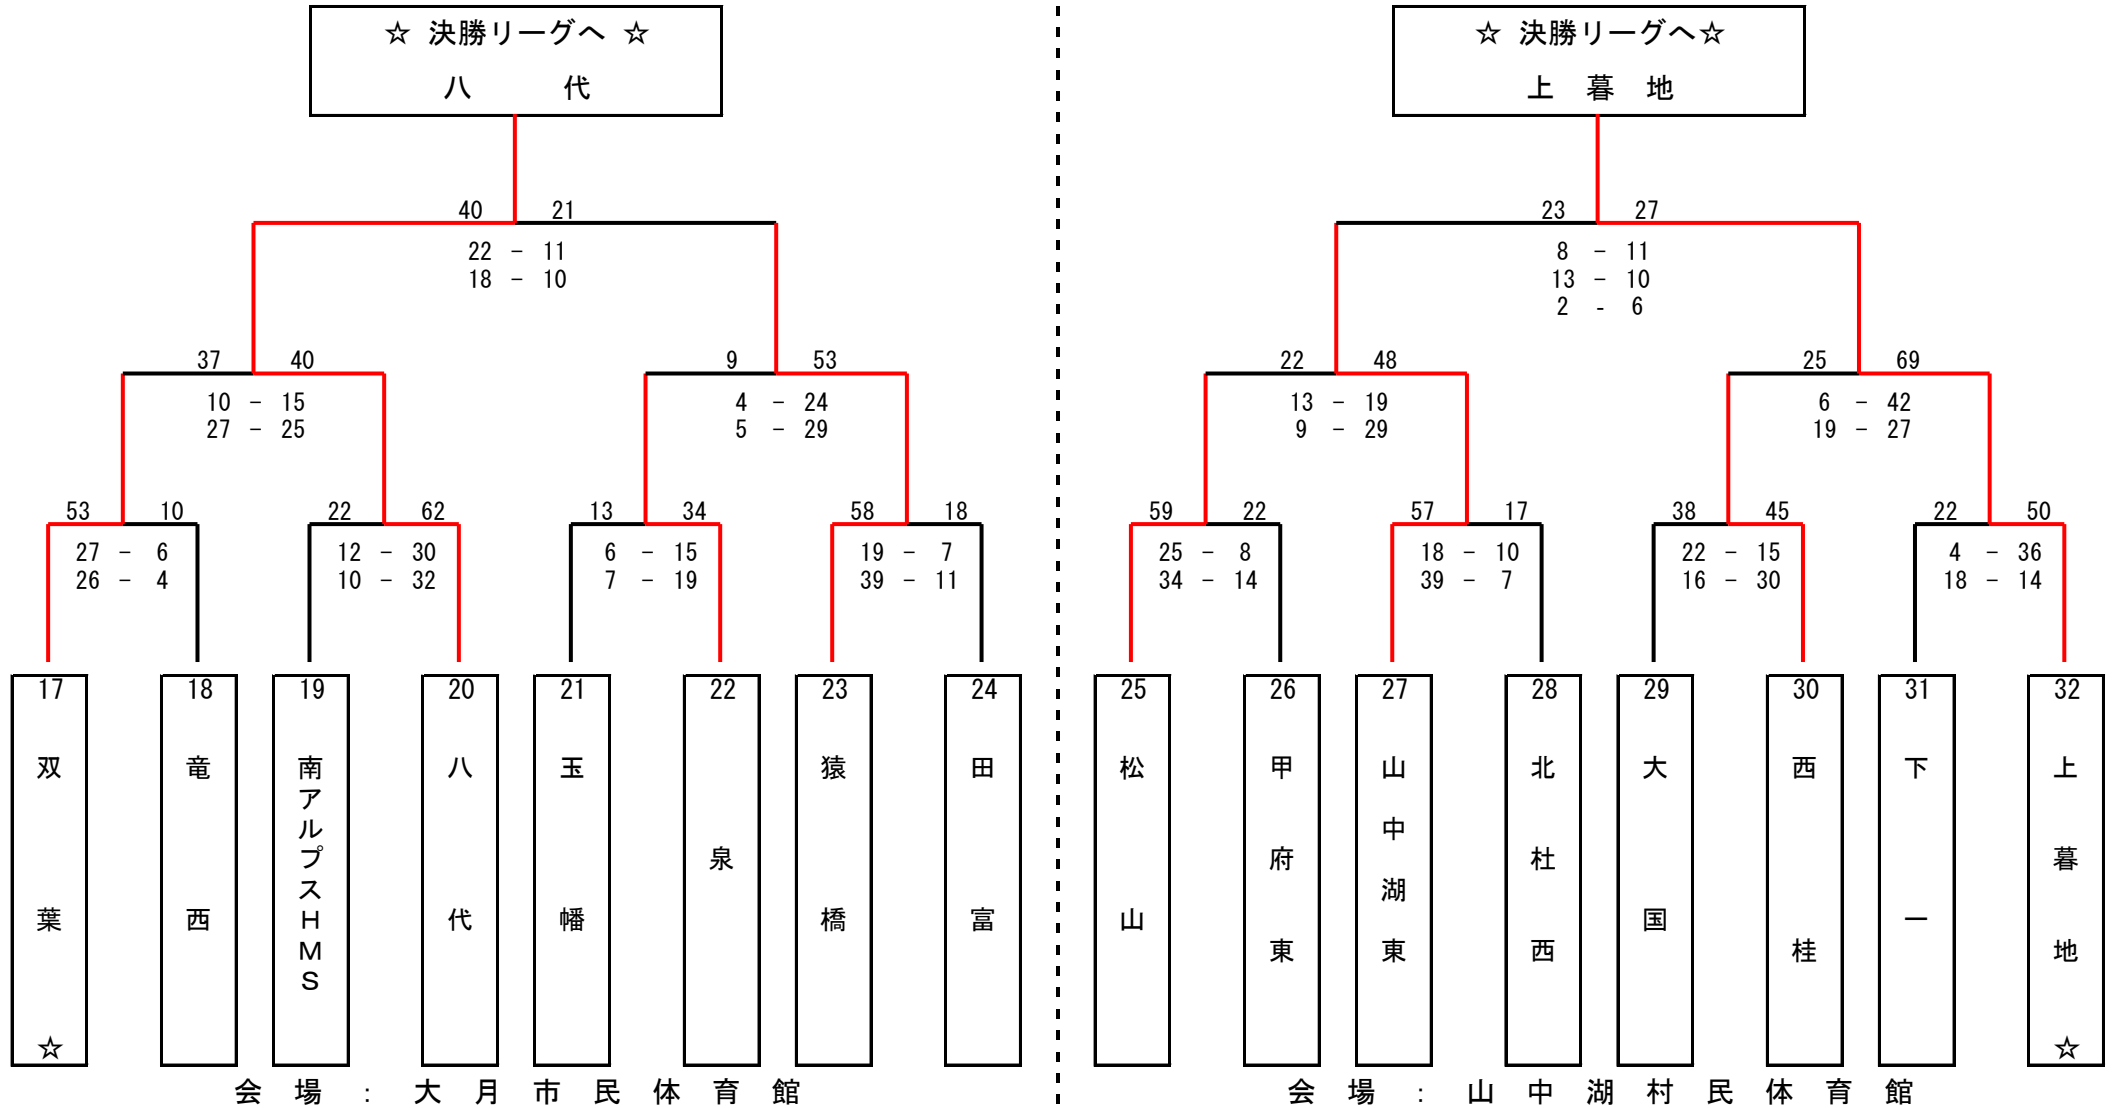 ☆ 決勝リーグへ ☆
八 代
40 21
22 - 11
18 - 10
37 40
10 - 15
27 - 25
9 53
4 - 24
5 - 29
53 10
27 - 6
26 - 4
22 62
12 - 30
10 - 32
13 34
6 - 15
7 - 19
58 18
19 - 7
39 - 11
17 双葉 ☆
18 竜西
19 南アルプスHMS
20 八代
21 玉幡
22 泉
23 猿橋
24 田富
会 場 : 大 月 市 民 体 育 館
☆ 決勝リーグへ☆
上 暮 地
23 27
8 - 11
13 - 10
2 - 6
22 48
13 - 19
9 - 29
25 69
6 - 42
19 - 27
59 22
25 - 8
34 - 14
57 17
18 - 10
39 - 7
38 45
22 - 15
16 - 30
22 50
4 - 36
18 - 14
25 松山
26 甲府東
27 山中湖東
28 北杜西
29 大国
30 西桂
31 下一
32 上暮地 ☆
会 場 : 山 中 湖 村 民 体 育 館